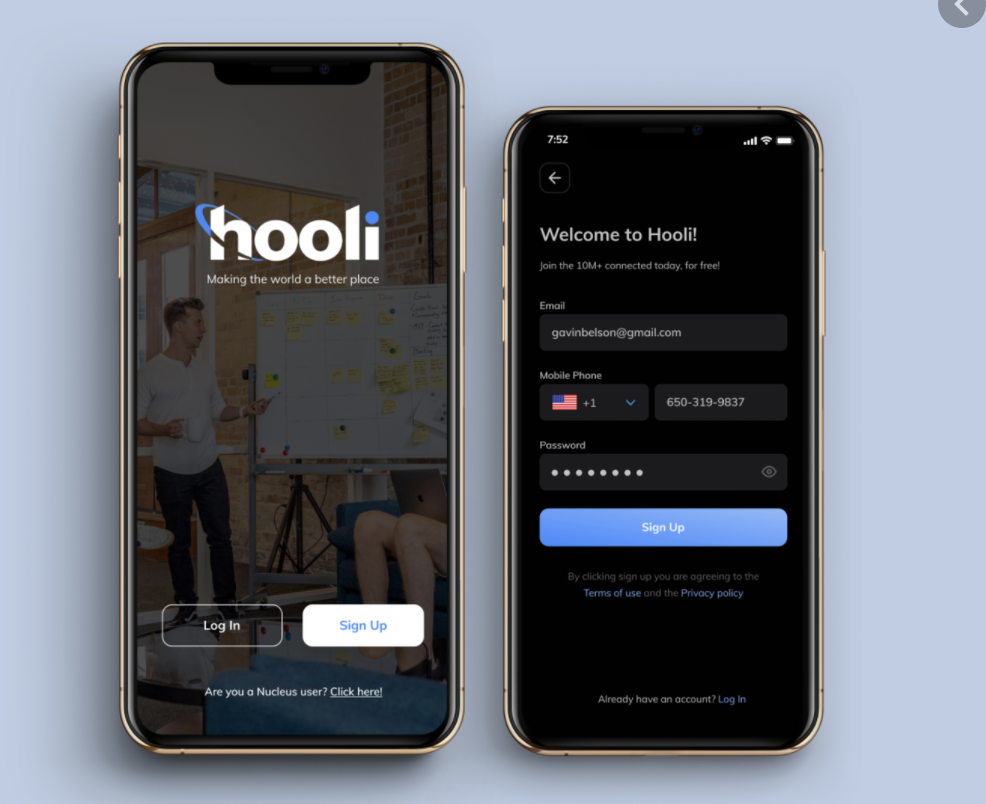 hooli
Making the world a better place
Log In
Sign Up
Are you a Nucleus user? Click here!
7:52
Welcome to Hooli!
Join the 10M+ connected today, for free!
Email
gavinbelson@gmail.com
Mobile Phone
+1
650-319-9837
Password
Sign Up
By clicking sign up you are agreeing to the
Terms of use and the Privacy policy
Already have an account? Log In